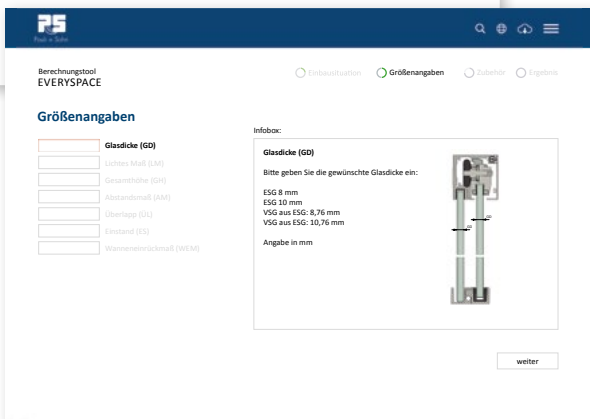 PS
Pauli + Sohn
Berechnungstool
EVERYSPACE
Einbausituation
Größenangaben
Zubehör
Ergebnis
Größenangaben
Glasdicke (GD)
Lichtes Maß (LM)
Gesamthöhe (GH)
Abstandsmaß (AM)
Überlapp (ÜL)
Einstand (ES)
Wanneneinrückmaß (WEM)
Infobox:
Glasdicke (GD)
Bitte geben Sie die gewünschte Glasdicke ein:
ESG 8 mm
ESG 10 mm
VSG aus ESG: 8,76 mm
VSG aus ESG: 10,76 mm
Angabe in mm
GD
GD
weiter